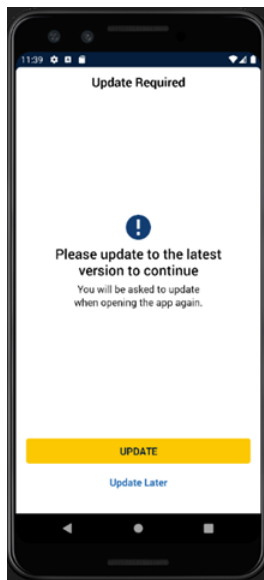 11:39
Update Required
Please update to the latest
version to continue
You will be asked to update
when opening the app again.
UPDATE
Update Later